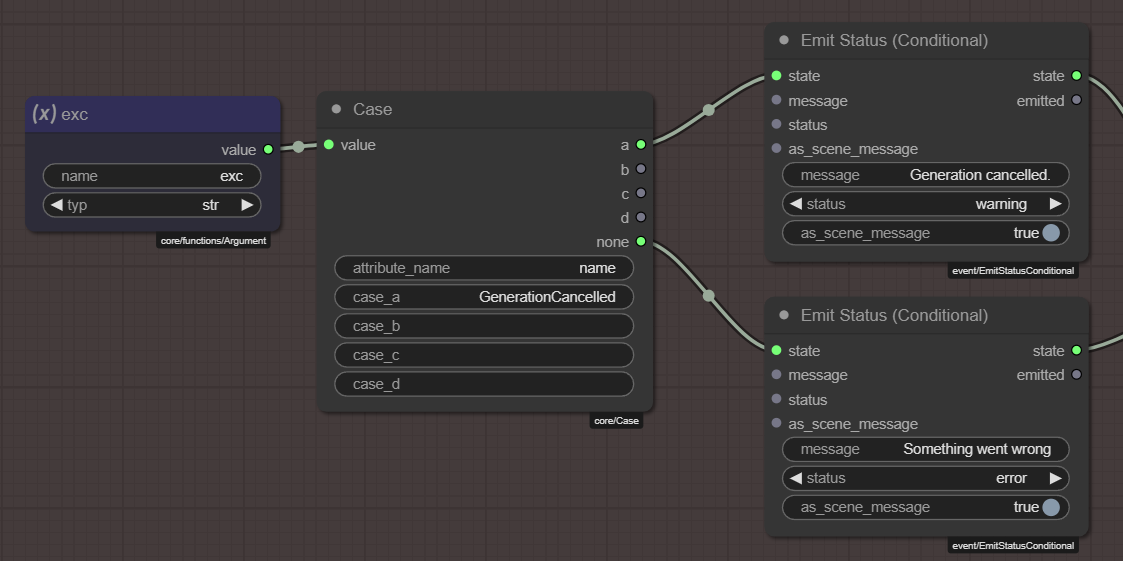 (x) exc
value
name exc
typ str
core/functions/Argument
Case
value a
b
c
d
none
attribute_name name
case_a GenerationCancelled
case_b
case_c
case_d
core/Case
Emit Status (Conditional)
state state
message emitted
status
as_scene_message
message Generation cancelled.
status warning
as_scene_message true
event/EmitStatusConditional
Emit Status (Conditional)
state state
message emitted
status
as_scene_message
message Something went wrong
status error
as_scene_message true
event/EmitStatusConditional